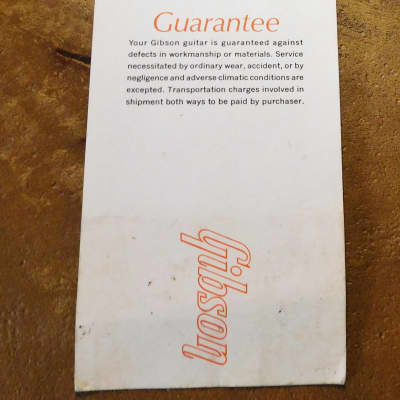 Guarantee
Your Gibson guitar is guaranteed against
defects in workmanship or materials. Service
necessitated by ordinary wear, accident, or by
negligence and adverse climatic conditions are
excepted. Transportation charges involved in
shipment both ways to be paid by purchaser.
Gibson